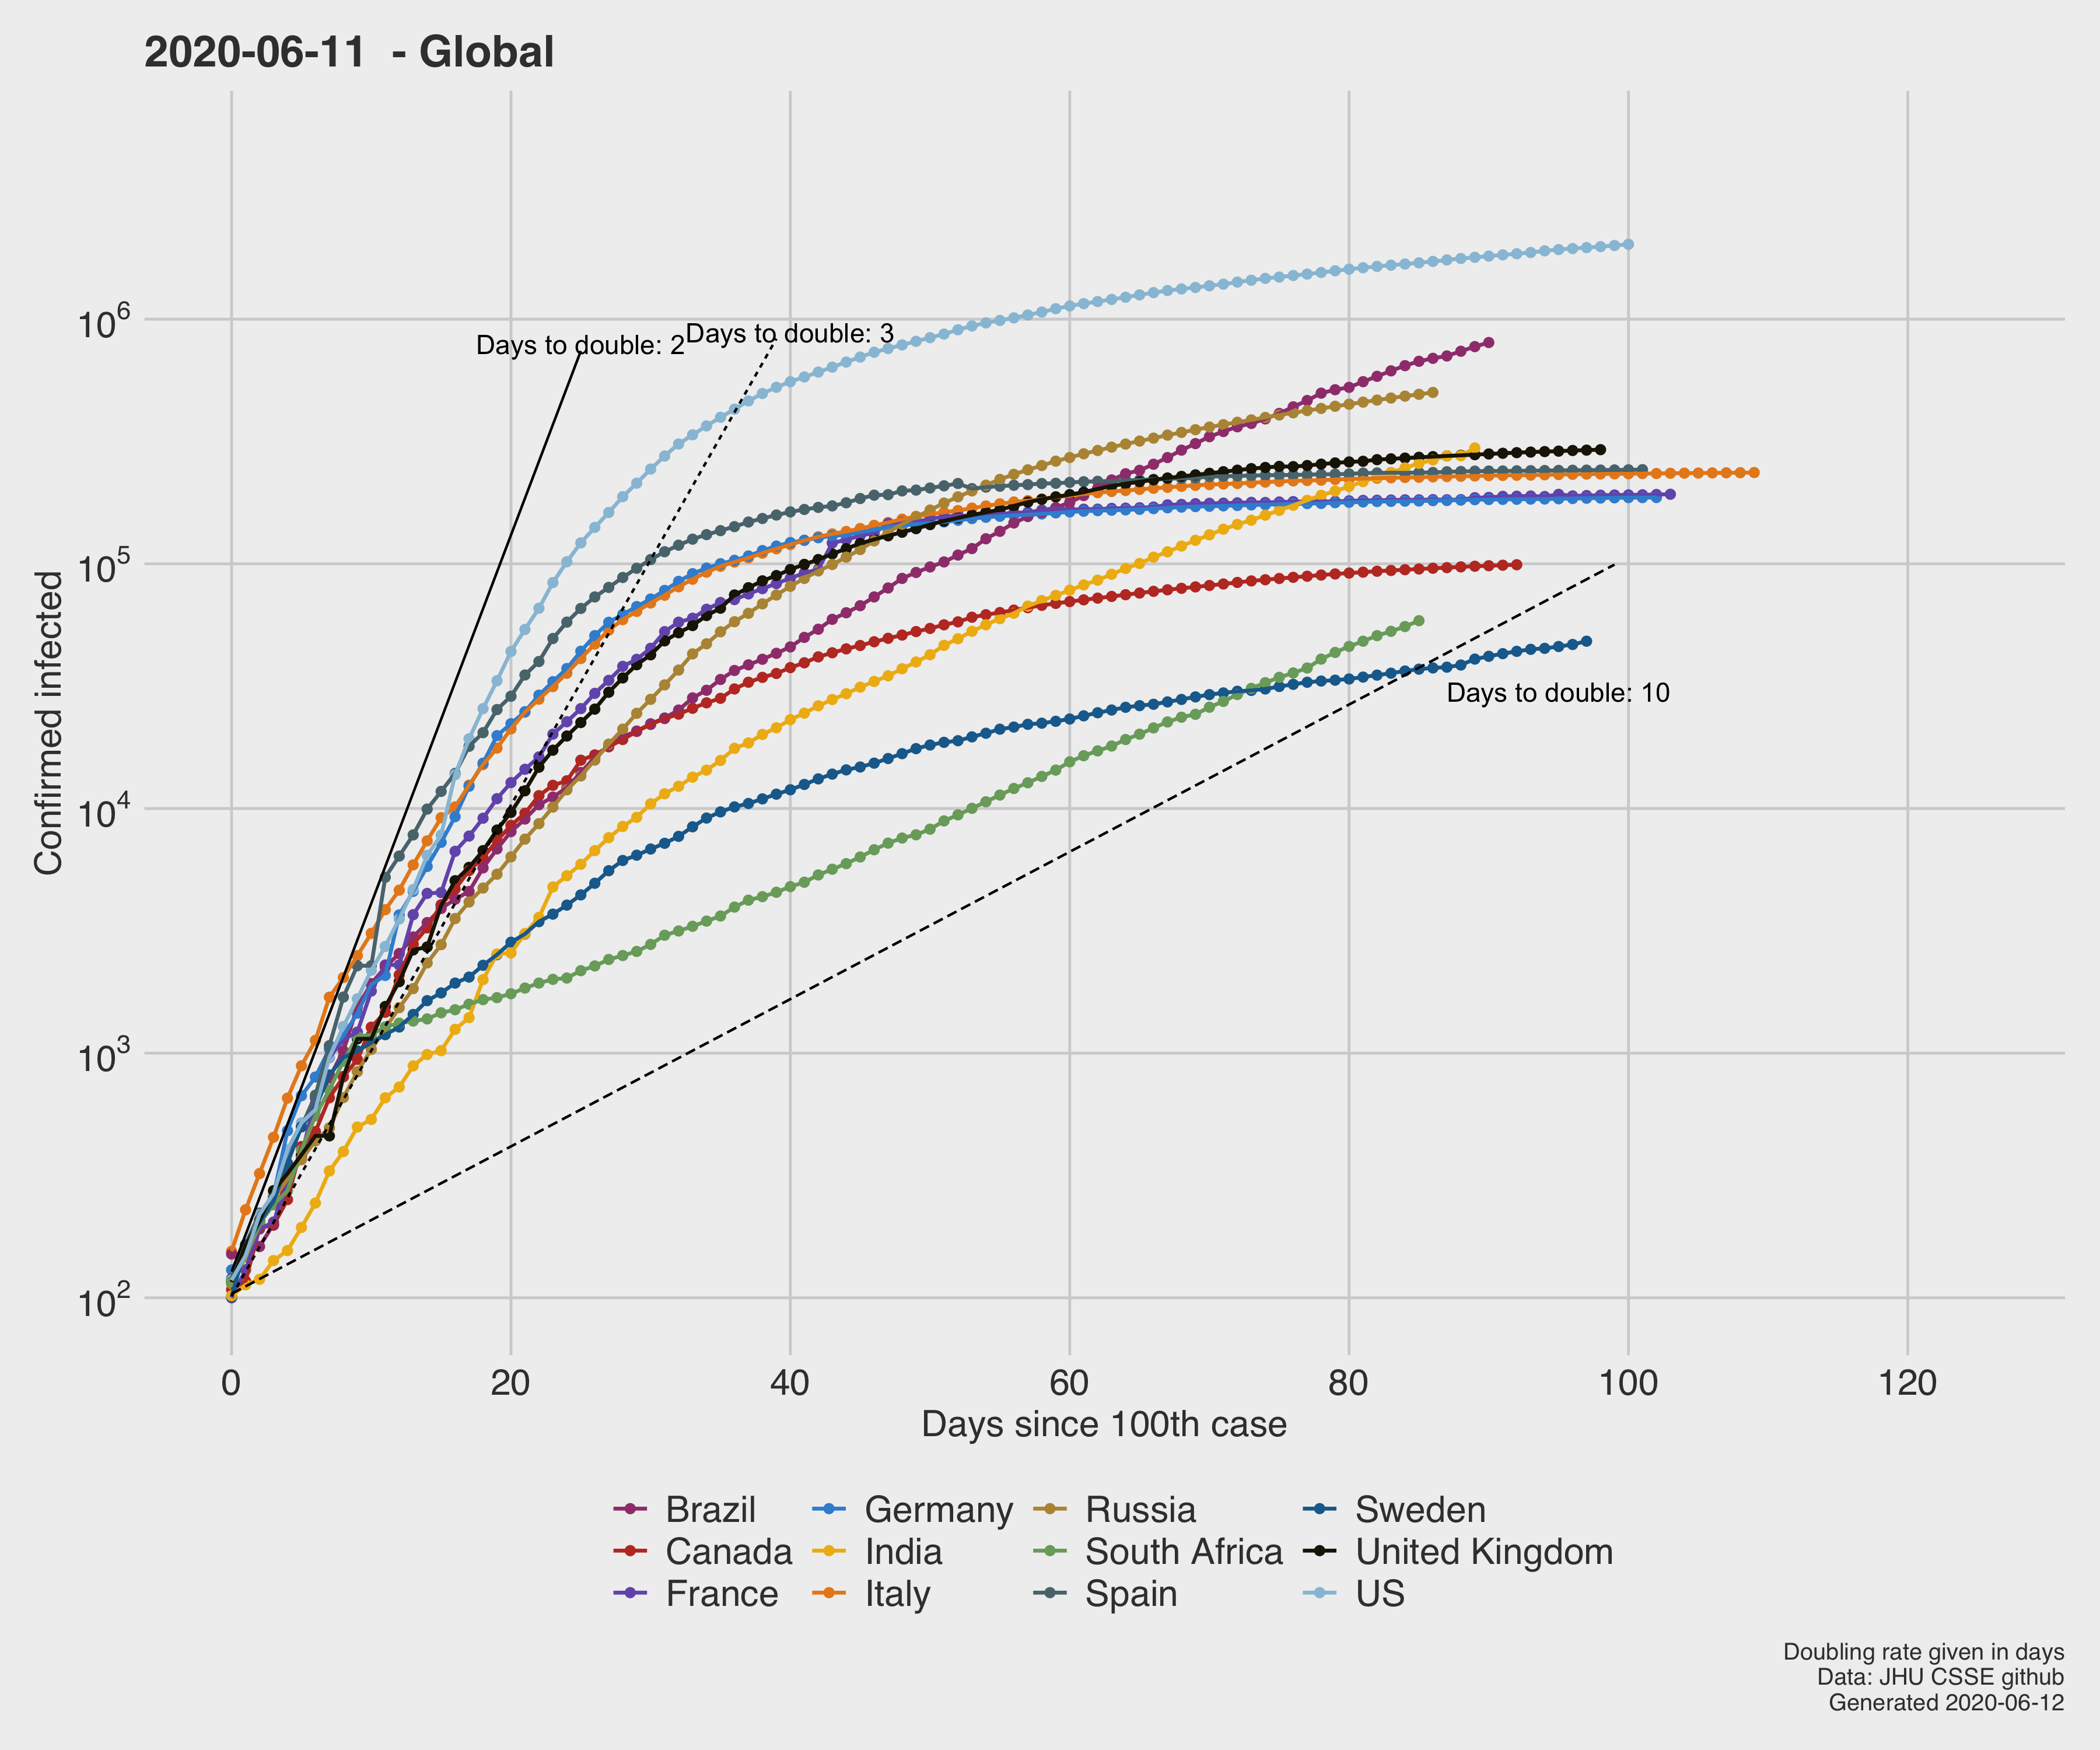 2020-06-11  - Global
Days to double: 2
Days to double: 3
Days to double: 10
Confirmed infected
10^6
10^5
10^4
10^3
10^2
0 20 40 60 80 100 120
Days since 100th case
Brazil Germany Russia Sweden
Canada India South Africa United Kingdom
France Italy Spain US
Doubling rate given in days
Data: JHU CSSE github
Generated 2020-06-12